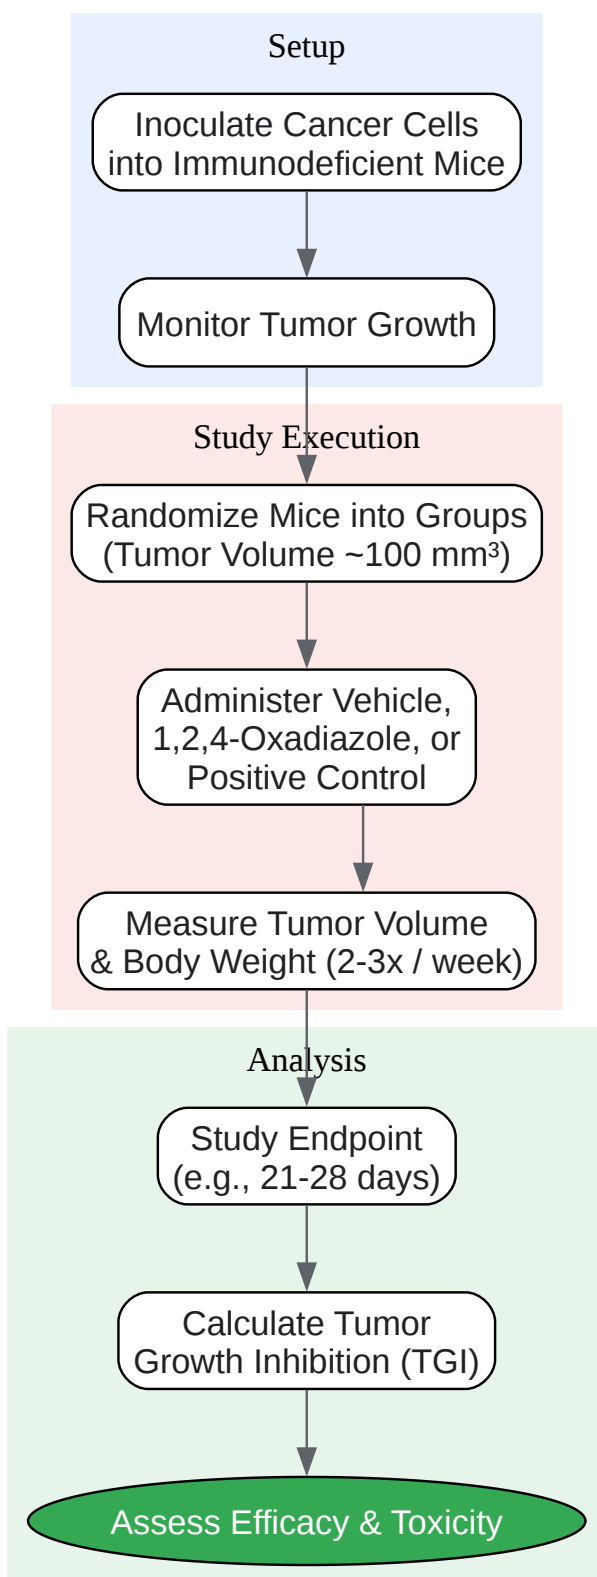 Setup
Inoculate Cancer Cells
into Immunodeficient Mice
Monitor Tumor Growth
Study Execution
Randomize Mice into Groups
(Tumor Volume ~100 mm³)
Administer Vehicle,
1,2,4-Oxadiazole, or
Positive Control
Measure Tumor Volume
& Body Weight (2-3x / week)
Analysis
Study Endpoint
(e.g., 21-28 days)
Calculate Tumor
Growth Inhibition (TGI)
Assess Efficacy & Toxicity